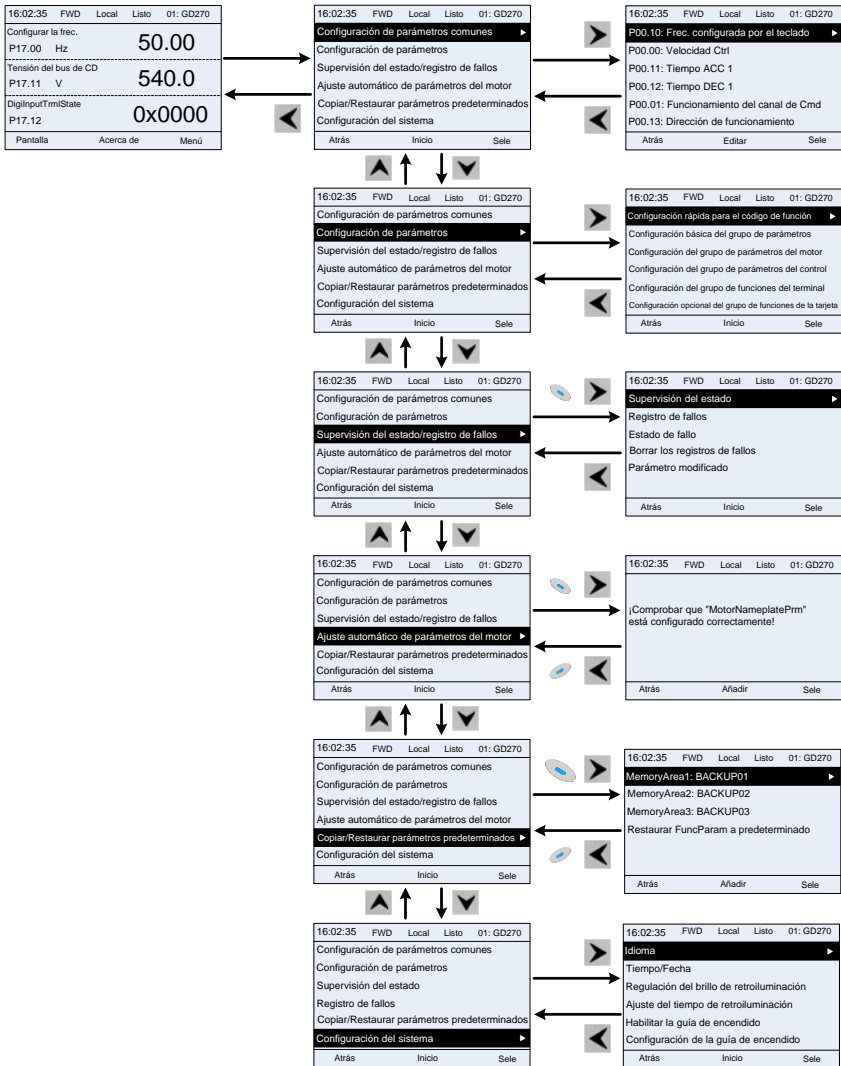 16:02:35 FWD Local Listo 01: GD270
Configurar la frec.
P17.00 Hz 50.00
Tensión del bus de CD
P17.11 V 540.0
DigiInputTrmlState
P17.12 0x0000
Pantalla Acerca de Menú
16:02:35 FWD Local Listo 01: GD270
Configuración de parámetros comunes
Configuración de parámetros
Supervisión del estado/registro de fallos
Ajuste automático de parámetros del motor
Copiar/Restaurar parámetros predeterminados
Configuración del sistema
Atrás Inicio Sele
16:02:35 FWD Local Listo 01: GD270
P00.10: Frec. configurada por el teclado
P00.00: Velocidad Ctrl
P00.11: Tiempo ACC 1
P00.12: Tiempo DEC 1
P00.01: Funcionamiento del canal de Cmd
P00.13: Dirección de funcionamiento
Atrás Editar Sele
16:02:35 FWD Local Listo 01: GD270
Configuración de parámetros comunes
Configuración de parámetros
Supervisión del estado/registro de fallos
Ajuste automático de parámetros del motor
Copiar/Restaurar parámetros predeterminados
Configuración del sistema
Atrás Inicio Sele
16:02:35 FWD Local Listo 01: GD270
Configuración rápida para el código de función
Configuración básica del grupo de parámetros
Configuración del grupo de parámetros del motor
Configuración del grupo de parámetros del control
Configuración del grupo de funciones del terminal
Configuración opcional del grupo de funciones de la tarjeta
Atrás Inicio Sele
16:02:35 FWD Local Listo 01: GD270
Configuración de parámetros comunes
Configuración de parámetros
Supervisión del estado/registro de fallos
Ajuste automático de parámetros del motor
Copiar/Restaurar parámetros predeterminados
Configuración del sistema
Atrás Inicio Sele
16:02:35 FWD Local Listo 01: GD270
Supervisión del estado
Registro de fallos
Estado de fallo
Borrar los registros de fallos
Parámetro modificado
Atrás Inicio Sele
16:02:35 FWD Local Listo 01: GD270
Configuración de parámetros comunes
Configuración de parámetros
Supervisión del estado/registro de fallos
Ajuste automático de parámetros del motor
Copiar/Restaurar parámetros predeterminados
Configuración del sistema
Atrás Inicio Sele
16:02:35 FWD Local Listo 01: GD270
¡Comprobar que "MotorNameplatePrm"
está configurado correctamente!
Atrás Añadir Sele
16:02:35 FWD Local Listo 01: GD270
Configuración de parámetros comunes
Configuración de parámetros
Supervisión del estado/registro de fallos
Ajuste automático de parámetros del motor
Copiar/Restaurar parámetros predeterminados
Configuración del sistema
Atrás Inicio Sele
16:02:35 FWD Local Listo 01: GD270
MemoryArea1: BACKUP01
MemoryArea2: BACKUP02
MemoryArea3: BACKUP03
Restaurar FuncParam a predeterminado
Atrás Añadir Sele
16:02:35 FWD Local Listo 01: GD270
Configuración de parámetros comunes
Configuración de parámetros
Supervisión del estado
Registro de fallos
Copiar/Restaurar parámetros predeterminados
Configuración del sistema
Atrás Inicio Sele
16:02:35 FWD Local Listo 01: GD270
Idioma
Tiempo/Fecha
Regulación del brillo de retroiluminación
Ajuste del tiempo de retroiluminación
Habilitar la guía de encendido
Configuración de la guía de encendido
Atrás Inicio Sele